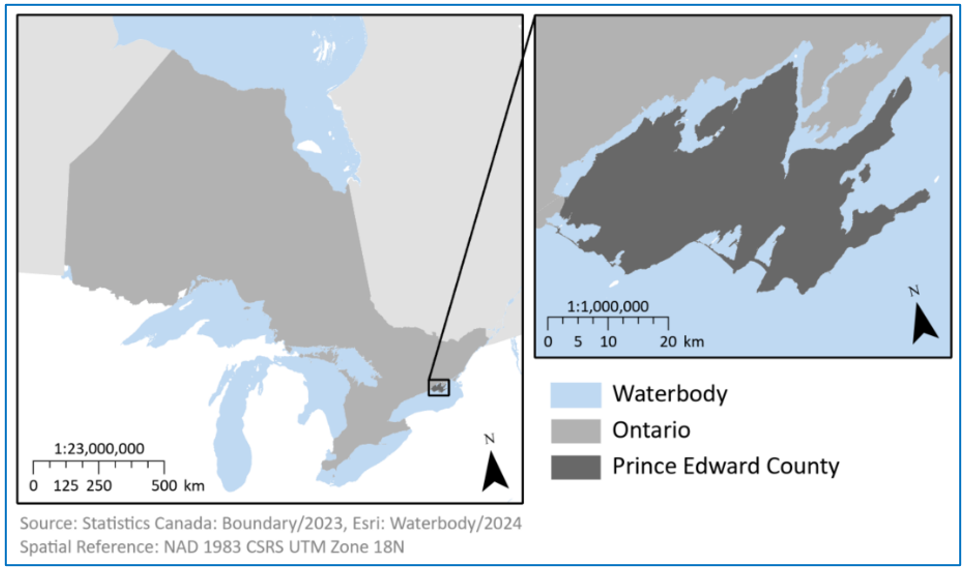 N
1:1,000,000
0 5 10 20 km
Waterbody
Ontario
Prince Edward County
1:23,000,000
0 125 250 500 km
N
Source: Statistics Canada: Boundary/2023, Esri: Waterbody/2024
Spatial Reference: NAD 1983 CSRS UTM Zone 18N